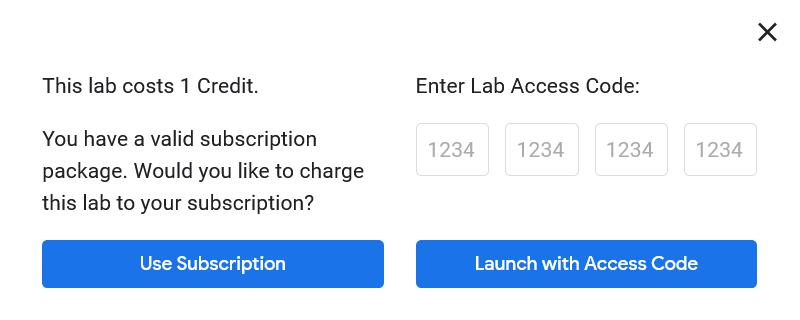 This lab costs 1 Credit.
You have a valid subscription
package. Would you like to charge
this lab to your subscription?
Use Subscription
Enter Lab Access Code:
1234 1234 1234 1234
Launch with Access Code